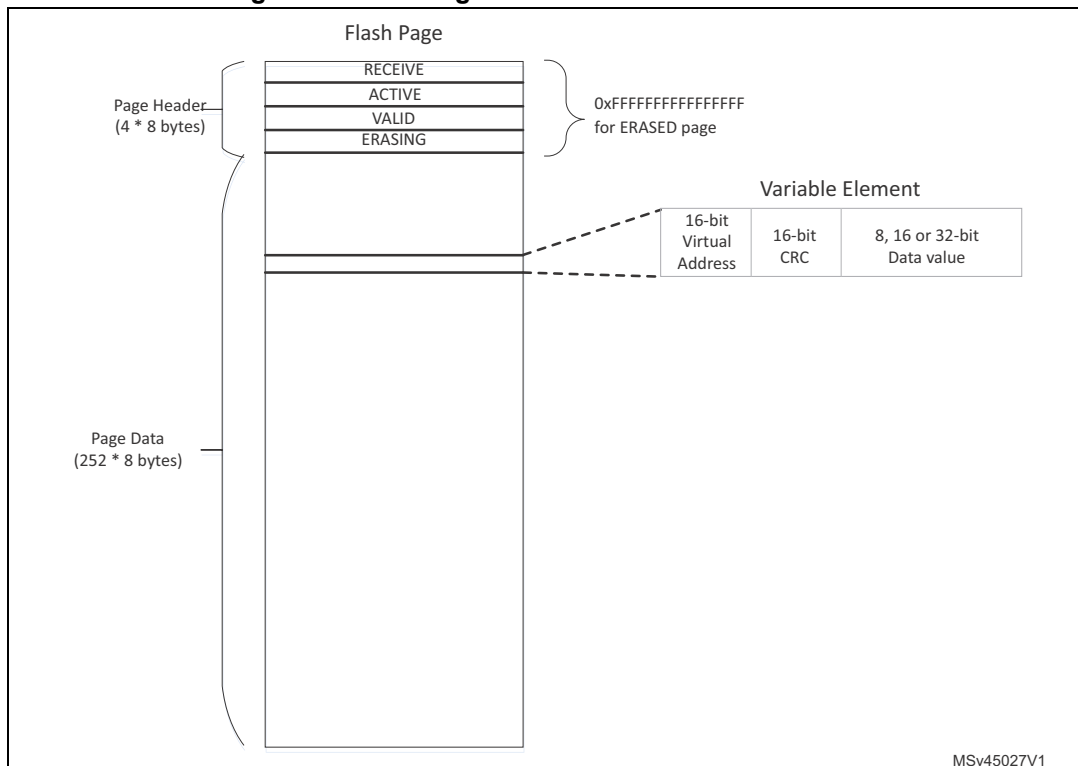 Flash Page
RECEIVE
ACTIVE
VALID
ERASING
Page Header
(4 * 8 bytes)
0xFFFFFFFFFFFFFFFF
for ERASED page
Variable Element
16-bit
Virtual
Address
16-bit
CRC
8, 16 or 32-bit
Data value
Page Data
(252 * 8 bytes)
MSv45027V1